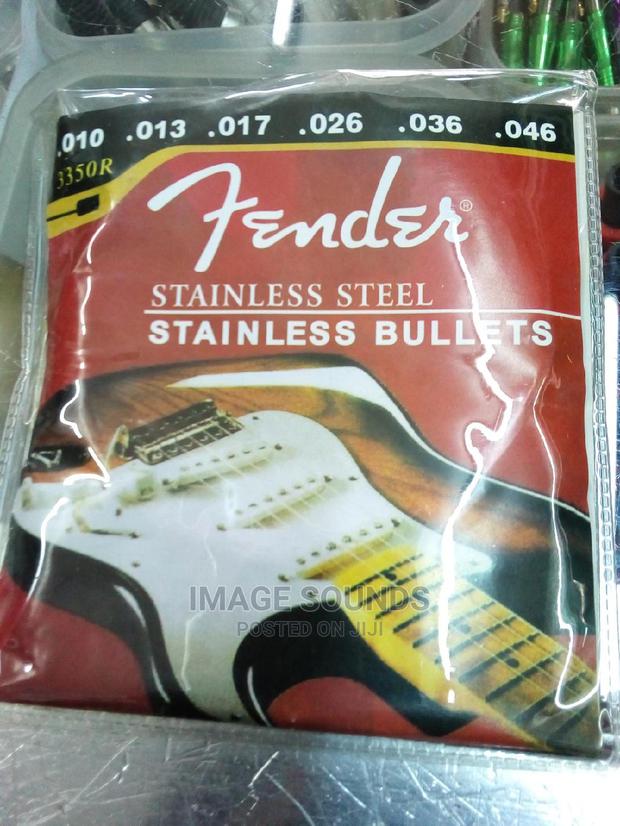 .010 .013 .017 .026 .036 .046
3350R
Fender®
STAINLESS STEEL
STAINLESS BULLETS
IMAGE SOUNDS
POSTED ON JIJI